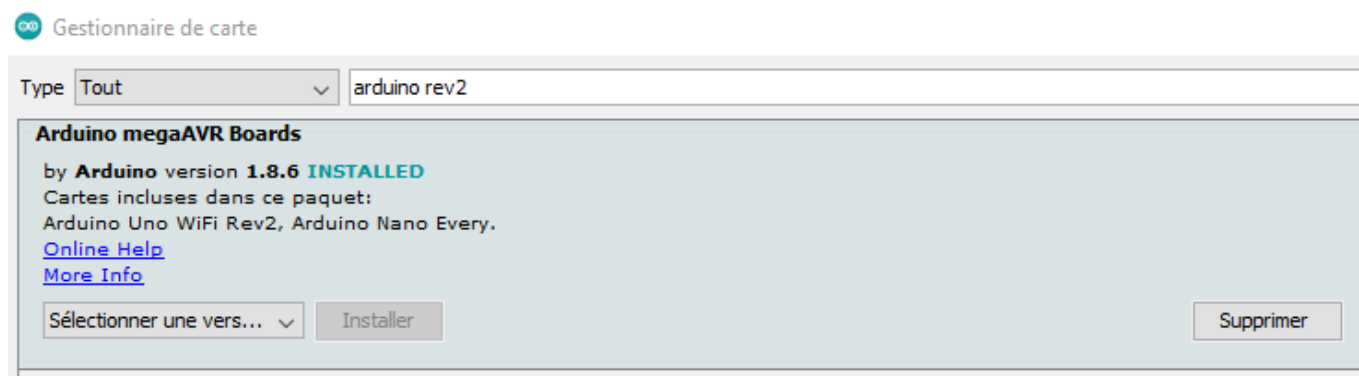 Gestionnaire de carte
Type Tout arduino rev2
Arduino megaAVR Boards
by Arduino version 1.8.6 INSTALLED
Cartes incluses dans ce paquet:
Arduino Uno WiFi Rev2, Arduino Nano Every.
Online Help
More Info
Sélectionner une vers... Installer Supprimer